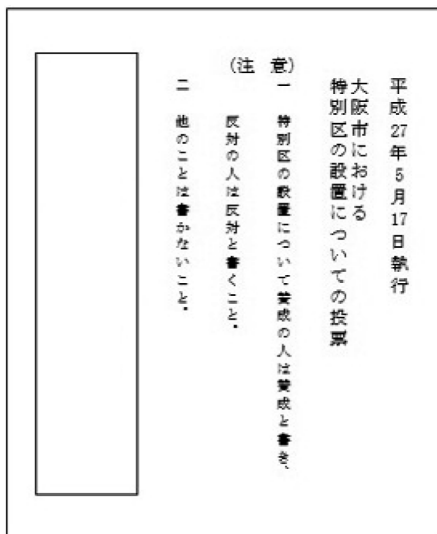 平成27年5月17日執行
大阪市における
特別区の設置についての投票
(注 意)
一 特別区の設置について賛成の人は賛成と書き、
反対の人は反対と書くこと。
二 他のことは書かないこと。